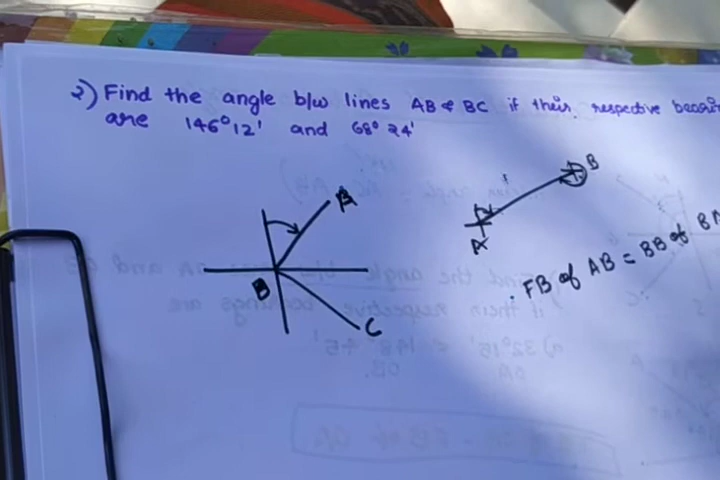 2) Find the angle b/w lines AB & BC if their respective
are 146°12' and 68° 24'
B
A
A
B
C
FB of AB = BB of